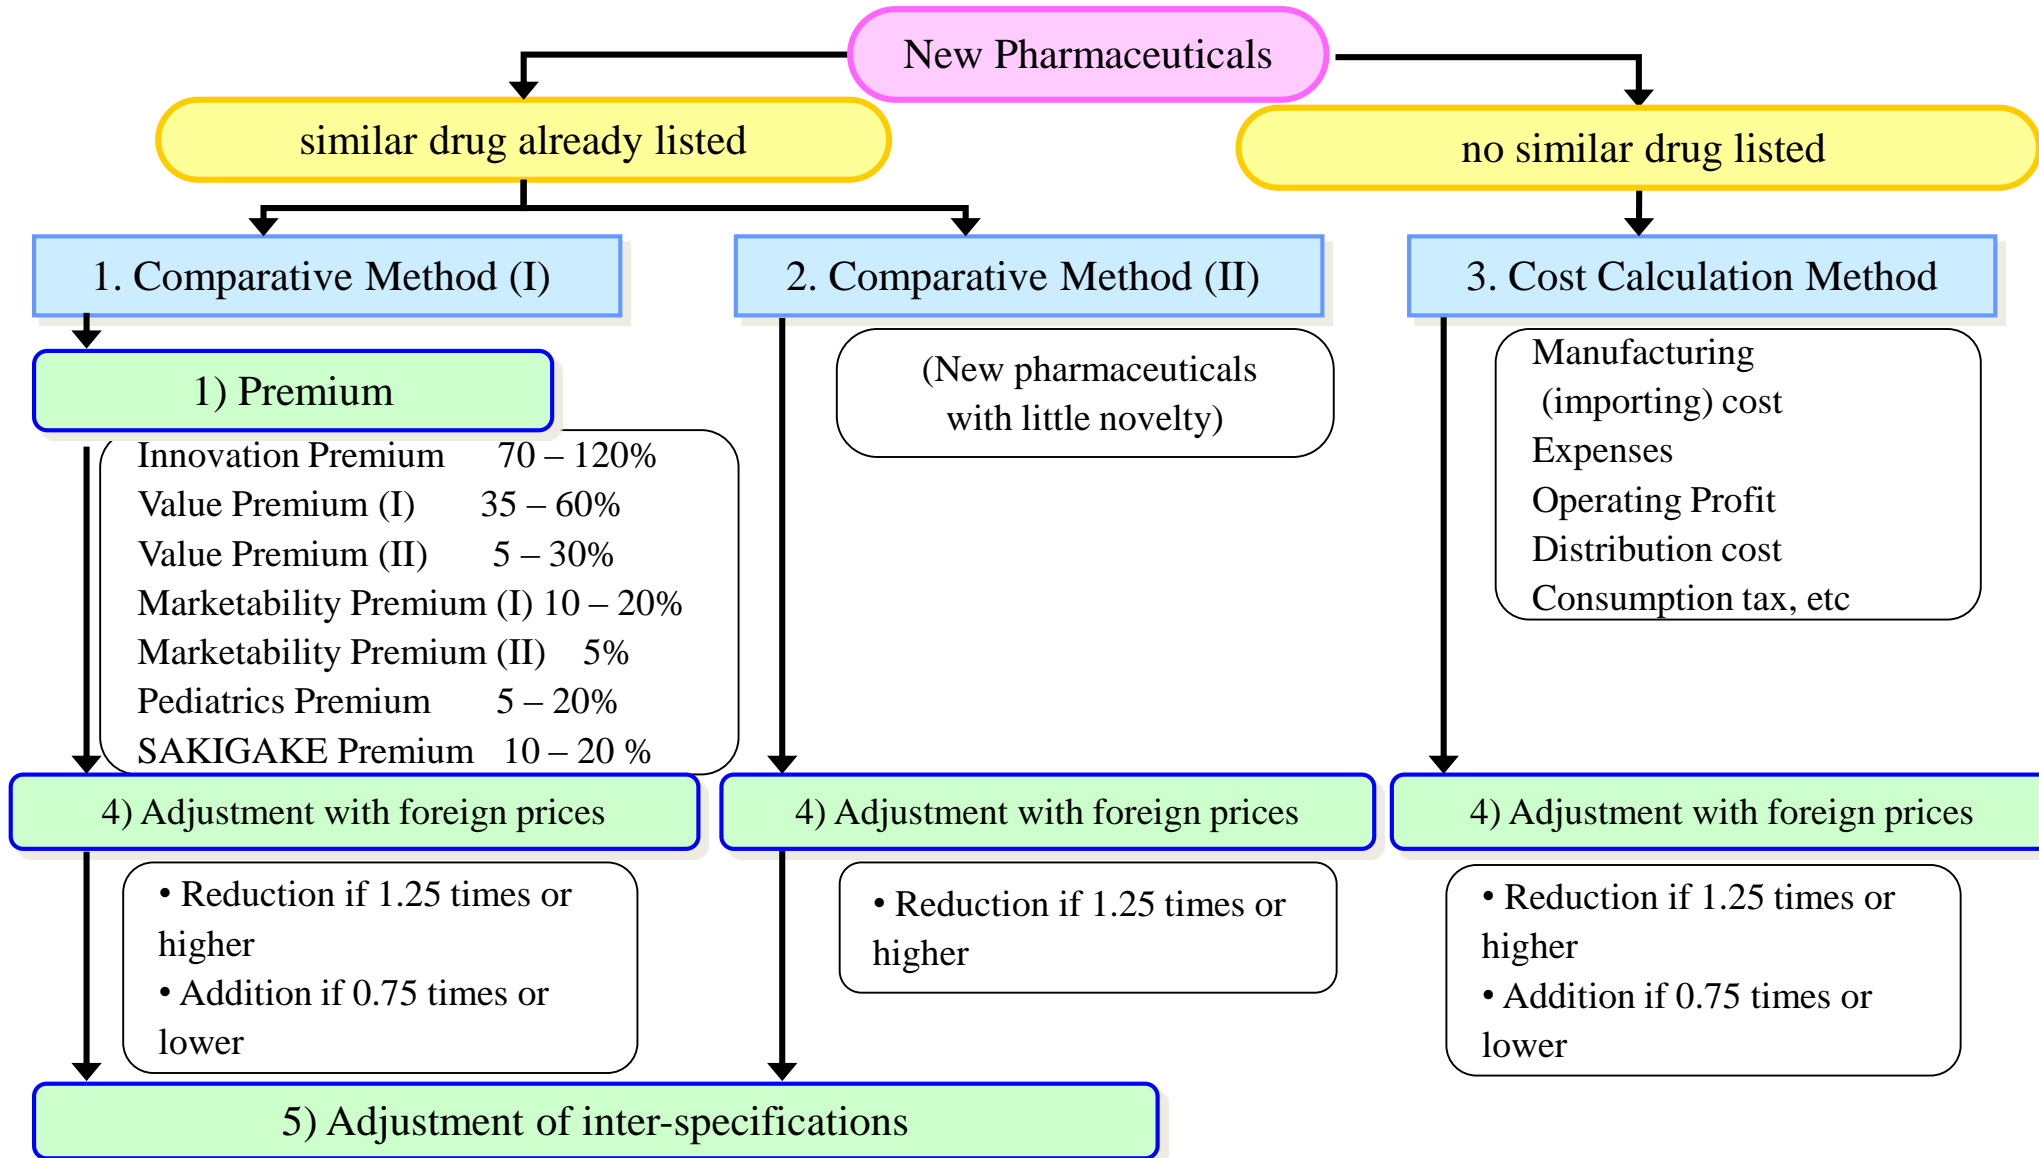 New Pharmaceuticals
similar drug already listed
no similar drug listed
1. Comparative Method (I)
2. Comparative Method (II)
3. Cost Calculation Method
1) Premium
Innovation Premium 70 – 120%
Value Premium (I) 35 – 60%
Value Premium (II) 5 – 30%
Marketability Premium (I) 10 – 20%
Marketability Premium (II) 5%
Pediatrics Premium 5 – 20%
SAKIGAKE Premium 10 – 20 %
(New pharmaceuticals
with little novelty)
Manufacturing
(importing) cost
Expenses
Operating Profit
Distribution cost
Consumption tax, etc
4) Adjustment with foreign prices
4) Adjustment with foreign prices
4) Adjustment with foreign prices
• Reduction if 1.25 times or
higher
• Addition if 0.75 times or
lower
• Reduction if 1.25 times or
higher
• Reduction if 1.25 times or
higher
• Addition if 0.75 times or
lower
5) Adjustment of inter-specifications